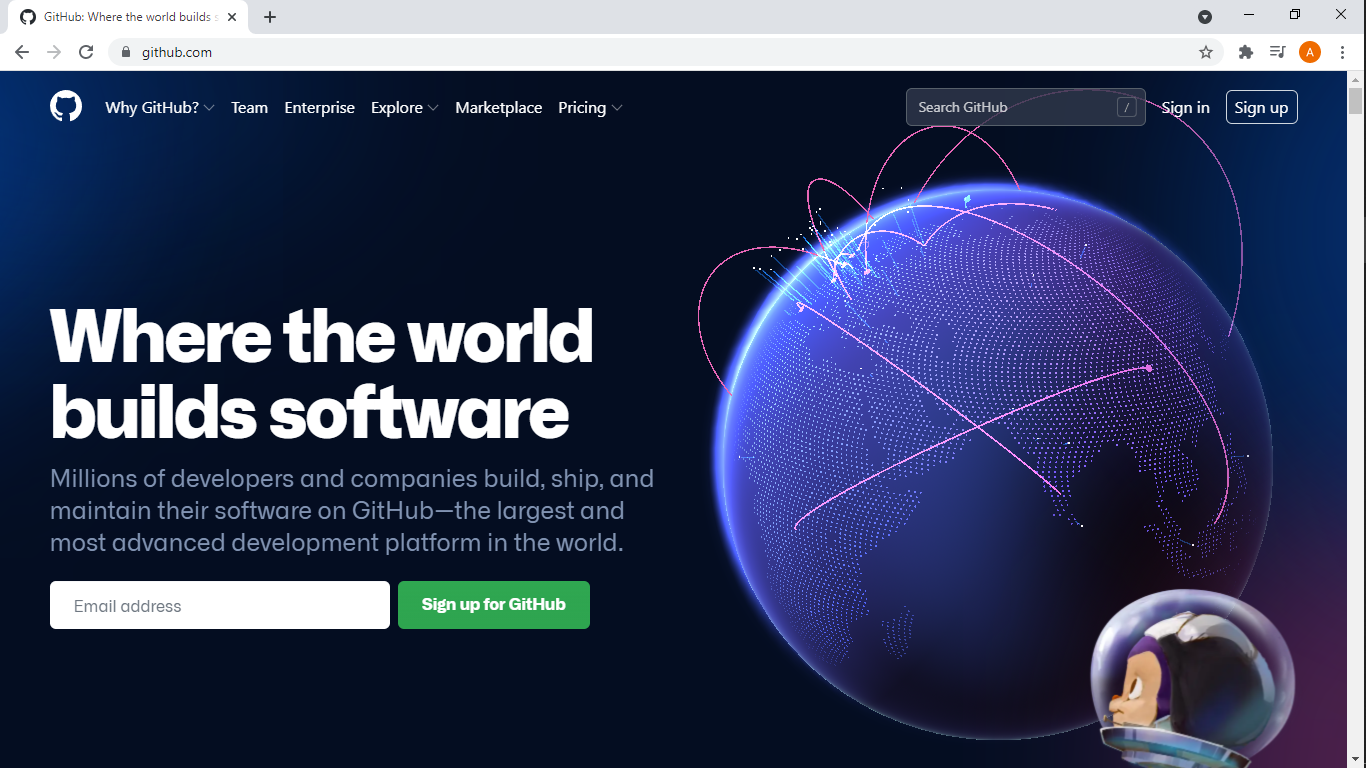 GitHub: Where the world builds s
github.com
A
Why GitHub?
Team
Enterprise
Explore
Marketplace
Pricing
Search GitHub
/
Sign in
Sign up
Where the world
builds software
Millions of developers and companies build, ship, and
maintain their software on GitHub—the largest and
most advanced development platform in the world.
Email address
Sign up for GitHub